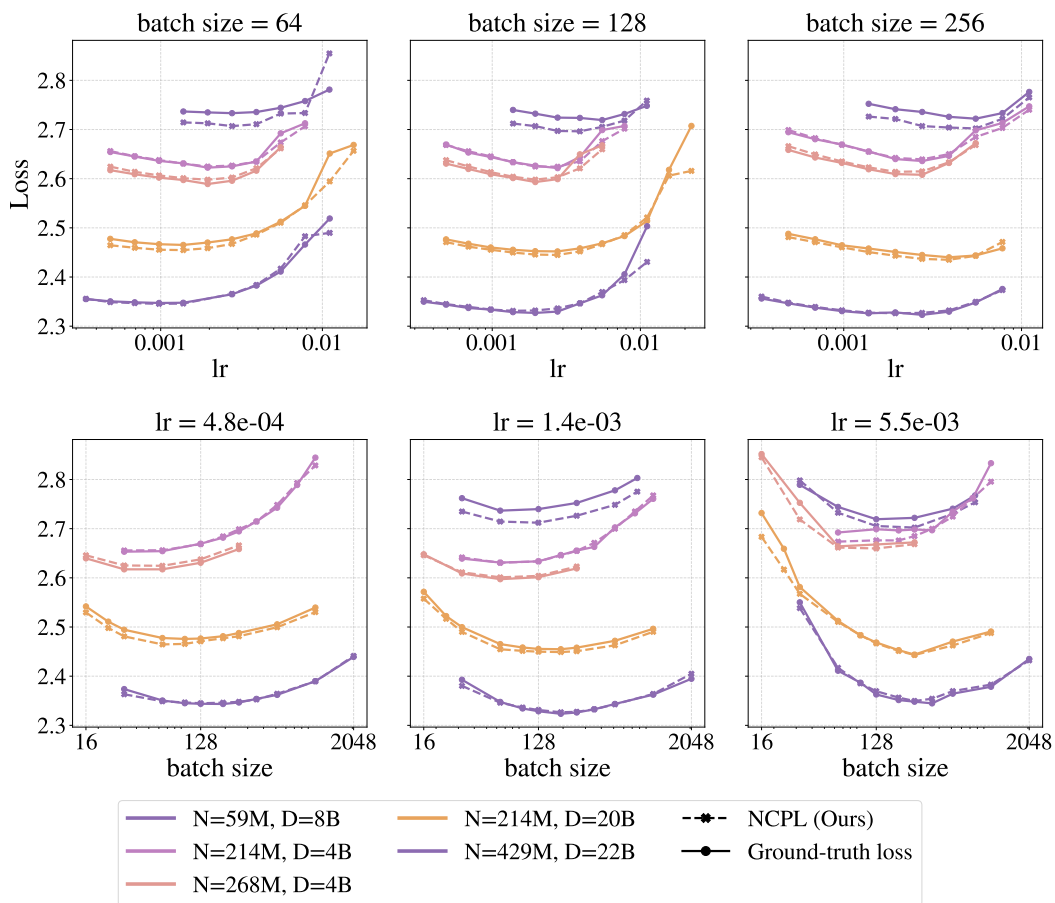 batch size = 64
batch size = 128
batch size = 256
Loss
2.8
2.7
2.6
2.5
2.4
2.3
0.001
0.01
0.001
0.01
0.001
0.01
lr
lr
lr
lr = 4.8e-04
lr = 1.4e-03
lr = 5.5e-03
2.8
2.7
2.6
2.5
2.4
2.3
16
128
2048
16
128
2048
16
128
2048
batch size
batch size
batch size
N=59M, D=8B
N=214M, D=4B
N=268M, D=4B
N=214M, D=20B
N=429M, D=22B
NCPL (Ours)
Ground-truth loss